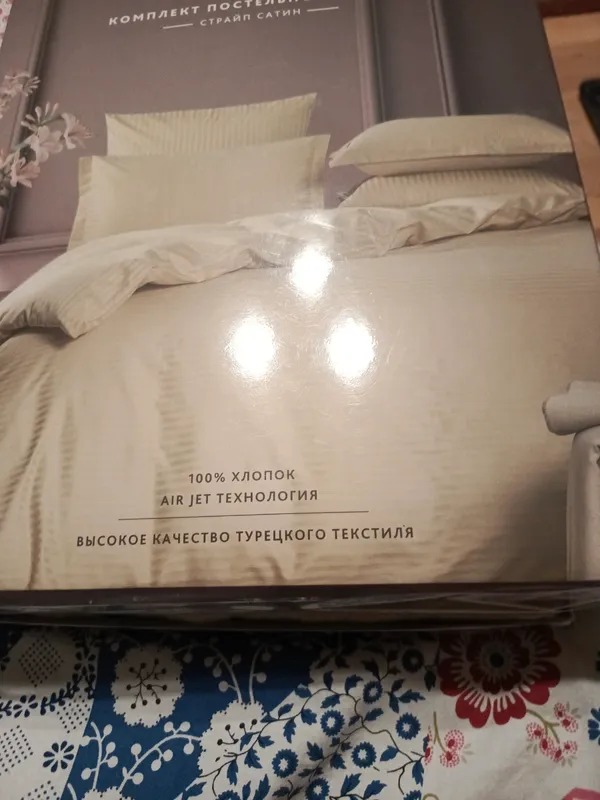 КОМПЛЕКТ
СТРАЙП САТИН
100% ХЛОПОК
AIR JET ТЕХНОЛОГИЯ
ВЫСОКОЕ КАЧЕСТВО ТУРЕЦКОГО ТЕКСТИЛЯ